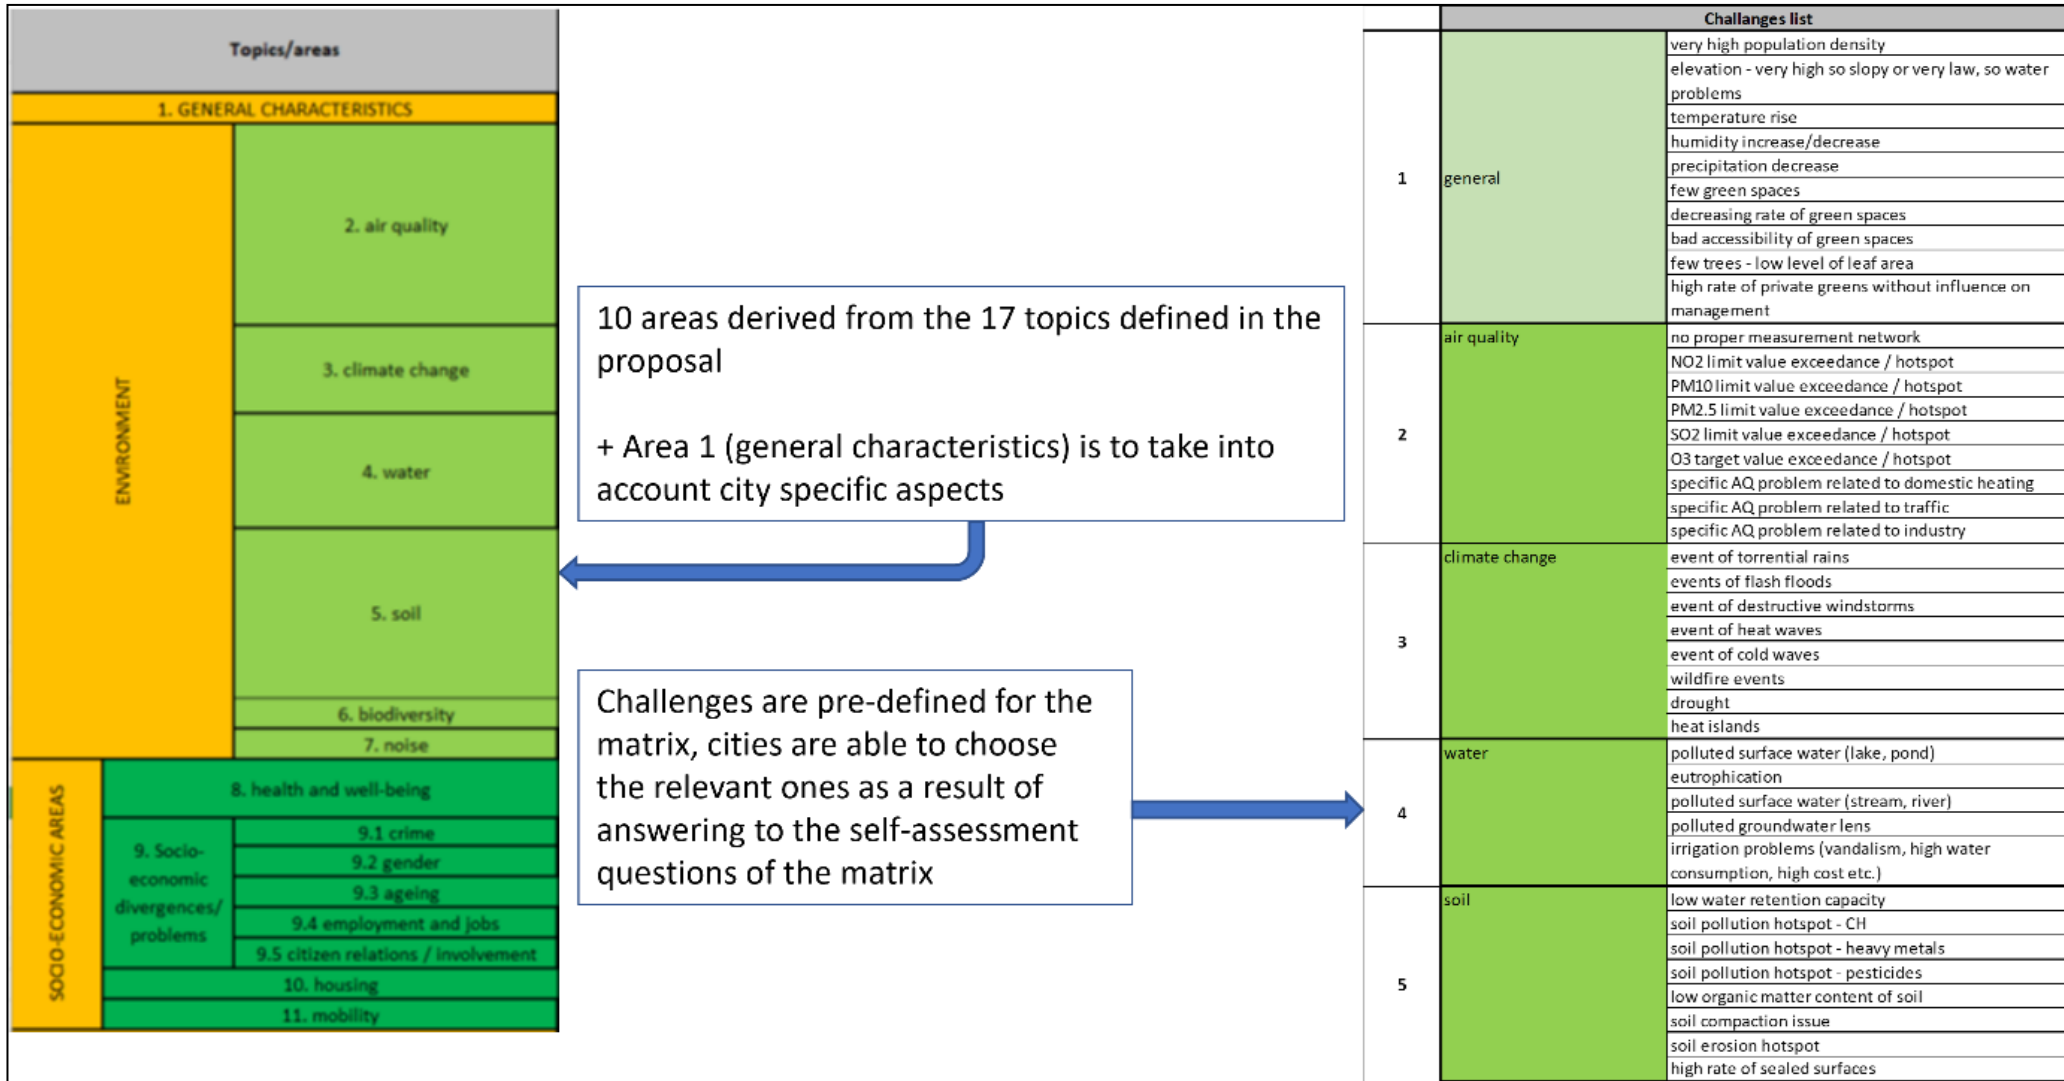 Topics/areas
1. GENERAL CHARACTERISTICS
ENVIRONMENT
2. air quality
3. climate change
4. water
5. soil
6. biodiversity
7. noise
SOCIO-ECONOMIC AREAS
8. health and well-being
9. Socio-
economic
divergences/
problems
9.1 crime
9.2 gender
9.3 ageing
9.4 employment and jobs
9.5 citizen relations / involvement
10. housing
11. mobility
10 areas derived from the 17 topics defined in the
proposal
+ Area 1 (general characteristics) is to take into
account city specific aspects
Challenges are pre-defined for the
matrix, cities are able to choose
the relevant ones as a result of
answering to the self-assessment
questions of the matrix
Challanges list
1
general
very high population density
elevation - very high so slopy or very law, so water
problems
temperature rise
humidity increase/decrease
precipitation decrease
few green spaces
decreasing rate of green spaces
bad accessibility of green spaces
few trees - low level of leaf area
high rate of private greens without influence on
management
2
air quality
no proper measurement network
NO2 limit value exceedance / hotspot
PM10 limit value exceedance / hotspot
PM2.5 limit value exceedance / hotspot
SO2 limit value exceedance / hotspot
O3 target value exceedance / hotspot
specific AQ problem related to domestic heating
specific AQ problem related to traffic
specific AQ problem related to industry
3
climate change
event of torrential rains
events of flash floods
event of destructive windstorms
event of heat waves
event of cold waves
wildfire events
drought
heat islands
4
water
polluted surface water (lake, pond)
eutrophication
polluted surface water (stream, river)
polluted groundwater lens
irrigation problems (vandalism, high water
consumption, high cost etc.)
5
soil
low water retention capacity
soil pollution hotspot - CH
soil pollution hotspot - heavy metals
soil pollution hotspot - pesticides
low organic matter content of soil
soil compaction issue
soil erosion hotspot
high rate of sealed surfaces